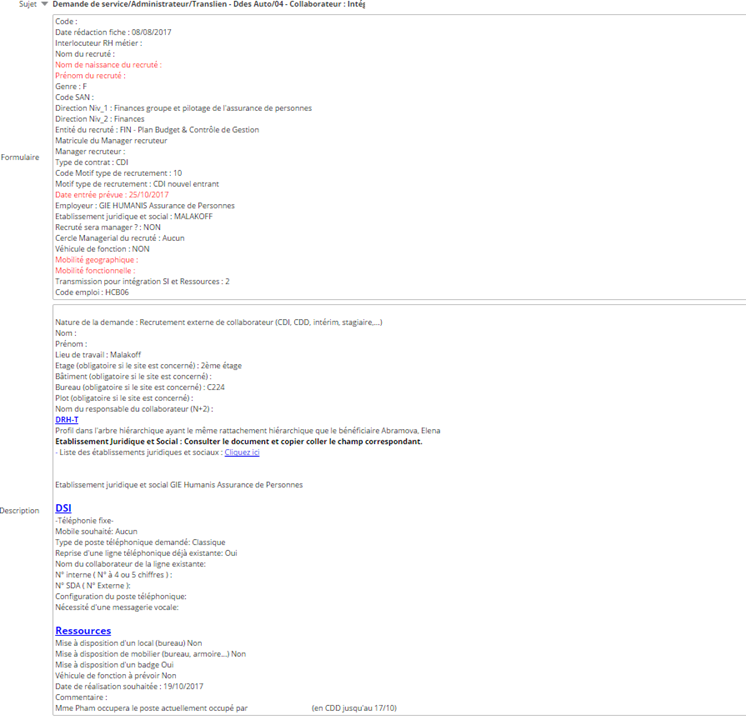 Sujet Demande de service/Administrateur/Translien - Ddes Auto/04 - Collaborateur : Intég
Formulaire
Code :
Date rédaction fiche : 08/08/2017
Interlocuteur RH métier :
Nom du recruté :
Nom de naissance du recruté :
Prénom du recruté :
Genre : F
Code SAN :
Direction Niv_1 : Finances groupe et pilotage de l'assurance de personnes
Direction Niv_2 : Finances
Entité du recruté : FIN - Plan Budget & Contrôle de Gestion
Matricule du Manager recruteur
Manager recruteur :
Type de contrat : CDI
Code Motif type de recrutement : 10
Motif type de recrutement : CDI nouvel entrant
Date entrée prévue : 25/10/2017
Employeur : GIE HUMANIS Assurance de Personnes
Etablissement juridique et social : MALAKOFF
Recruté sera manager ? : NON
Cercle Managerial du recruté : Aucun
Véhicule de fonction : NON
Mobilité geographique :
Mobilité fonctionnelle :
Transmission pour intégration SI et Ressources : 2
Code emploi : HCB06
Description
Nature de la demande : Recrutement externe de collaborateur (CDI, CDD, intérim, stagiaire,...)
Nom :
Prénom :
Lieu de travail : Malakoff
Etage (obligatoire si le site est concerné) : 2ème étage
Bâtiment (obligatoire si le site est concerné) :
Bureau (obligatoire si le site est concerné) : C224
Plot (obligatoire si le site est concerné) :
Nom du responsable du collaborateur (N+2) :
DRH-T
Profil dans l'arbre hiérarchique ayant le même rattachement hiérarchique que le bénéficiaire Abramova, Elena
Etablissement Juridique et Social : Consulter le document et copier coller le champ correspondant.
- Liste des établissements juridiques et sociaux : Cliquez ici
Etablissement juridique et social GIE Humanis Assurance de Personnes
DSI
-Téléphonie fixe-
Mobile souhaité: Aucun
Type de poste téléphonique demandé: Classique
Reprise d'une ligne téléphonique déjà existante: Oui
Nom du collaborateur de la ligne existante:
N° interne ( N° à 4 ou 5 chiffres ) :
N° SDA ( N° Externe ):
Configuration du poste téléphonique:
Nécessité d'une messagerie vocale:
Ressources
Mise à disposition d'un local (bureau) Non
Mise à disposition de mobilier (bureau, armoire...) Non
Mise à disposition d'un badge Oui
Véhicule de fonction à prévoir Non
Date de réalisation souhaitée : 19/10/2017
Commentaire :
Mme Pham occupera le poste actuellement occupé par (en CDD jusqu'au 17/10)